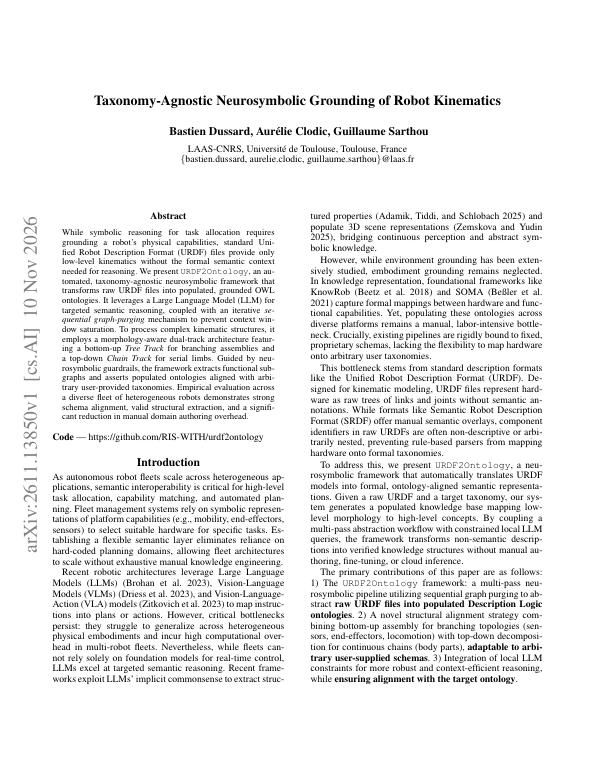 Taxonomy-Agnostic Neurosymbolic Grounding of Robot Kinematics
Bastien Dussard, Aurélie Clodic, Guillaume Sarthou
LAAS-CNRS, Université de Toulouse, Toulouse, France
{bastien.dussard, aurelie.clodic, guillaume.sarthou}@laas.fr
arXiv:2611.13850v1 [cs.AI] 10 Nov 2026
Abstract
While symbolic reasoning for task allocation requires
grounding a robot's physical capabilities, standard Uni-
fied Robot Description Format (URDF) files provide only
low-level kinematics without the formal semantic context
needed for reasoning. We present URDF2Ontology, an au-
tomated, taxonomy-agnostic neurosymbolic framework that
transforms raw URDF files into populated, grounded OWL
ontologies. It leverages a Large Language Model (LLM) for
targeted semantic reasoning, coupled with an iterative se-
quential graph-purging mechanism to prevent context win-
dow saturation. To process complex kinematic structures, it
employs a morphology-aware dual-track architecture featur-
ing a bottom-up Tree Track for branching assemblies and
a top-down Chain Track for serial limbs. Guided by neu-
rosymbolic guardrails, the framework extracts functional sub-
graphs and asserts populated ontologies aligned with arbi-
trary user-provided taxonomies. Empirical evaluation across
a diverse fleet of heterogeneous robots demonstrates strong
schema alignment, valid structural extraction, and a signifi-
cant reduction in manual domain authoring overhead.
Code — https://github.com/RIS-WITH/urdf2ontology
Introduction
As autonomous robot fleets scale across heterogeneous ap-
plications, semantic interoperability is critical for high-level
task allocation, capability matching, and automated plan-
ning. Fleet management systems rely on symbolic represen-
tations of platform capabilities (e.g., mobility, end-effectors,
sensors) to select suitable hardware for specific tasks. Es-
tablishing a flexible semantic layer eliminates reliance on
hard-coded planning domains, allowing fleet architectures
to scale without exhaustive manual knowledge engineering.
Recent robotic architectures leverage Large Language
Models (LLMs) (Brohan et al. 2023), Vision-Language
Models (VLMs) (Driess et al. 2023), and Vision-Language-
Action (VLA) models (Zitkovich et al. 2023) to map instruc-
tions into plans or actions. However, critical bottlenecks
persist: they struggle to generalize across heterogeneous
physical embodiments and incur high computational over-
head in multi-robot fleets. Nevertheless, while fleets can-
not rely solely on foundation models for real-time control,
LLMs excel at targeted semantic reasoning. Recent frame-
works exploit LLMs' implicit commonsense to extract struc-
tured properties (Adamik, Tiddi, and Schlobach 2025) and
populate 3D scene representations (Zemskova and Yudin
2025), bridging continuous perception and abstract sym-
bolic knowledge.
However, while environment grounding has been exten-
sively studied, embodiment grounding remains neglected.
In knowledge representation, foundational frameworks like
KnowRob (Beetz et al. 2018) and SOMA (Beßler et al.
2021) capture formal mappings between hardware and func-
tional capabilities. Yet, populating these ontologies across
diverse platforms remains a manual, labor-intensive bottle-
neck. Crucially, existing pipelines are rigidly bound to fixed,
proprietary schemas, lacking the flexibility to map hardware
onto arbitrary user taxonomies.
This bottleneck stems from standard description formats
like the Unified Robot Description Format (URDF). De-
signed for kinematic modeling, URDF files represent hard-
ware as raw trees of links and joints without semantic an-
notations. While formats like Semantic Robot Description
Format (SRDF) offer manual semantic overlays, component
identifiers in raw URDFs are often non-descriptive or arbi-
trarily nested, preventing rule-based parsers from mapping
hardware onto formal taxonomies.
To address this, we present URDF2Ontology, a neu-
rosymbolic framework that automatically translates URDF
models into formal, ontology-aligned semantic representa-
tions. Given a raw URDF and a target taxonomy, our sys-
tem generates a populated knowledge base mapping low-
level morphology to high-level concepts. By coupling a
multi-pass abstraction workflow with constrained local LLM
queries, the framework transforms non-semantic descrip-
tions into verified knowledge structures without manual au-
thoring, fine-tuning, or cloud inference.
The primary contributions of this paper are as follows:
1) The URDF2Ontology framework: a multi-pass neu-
rosymbolic pipeline utilizing sequential graph purging to ab-
stract raw URDF files into populated Description Logic
ontologies. 2) A novel structural alignment strategy com-
bining bottom-up assembly for branching topologies (sen-
sors, end-effectors, locomotion) with top-down decomposi-
tion for continuous chains (body parts), adaptable to arbi-
trary user-supplied schemas. 3) Integration of local LLM
constraints for more robust and context-efficient reasoning,
while ensuring alignment with the target ontology.